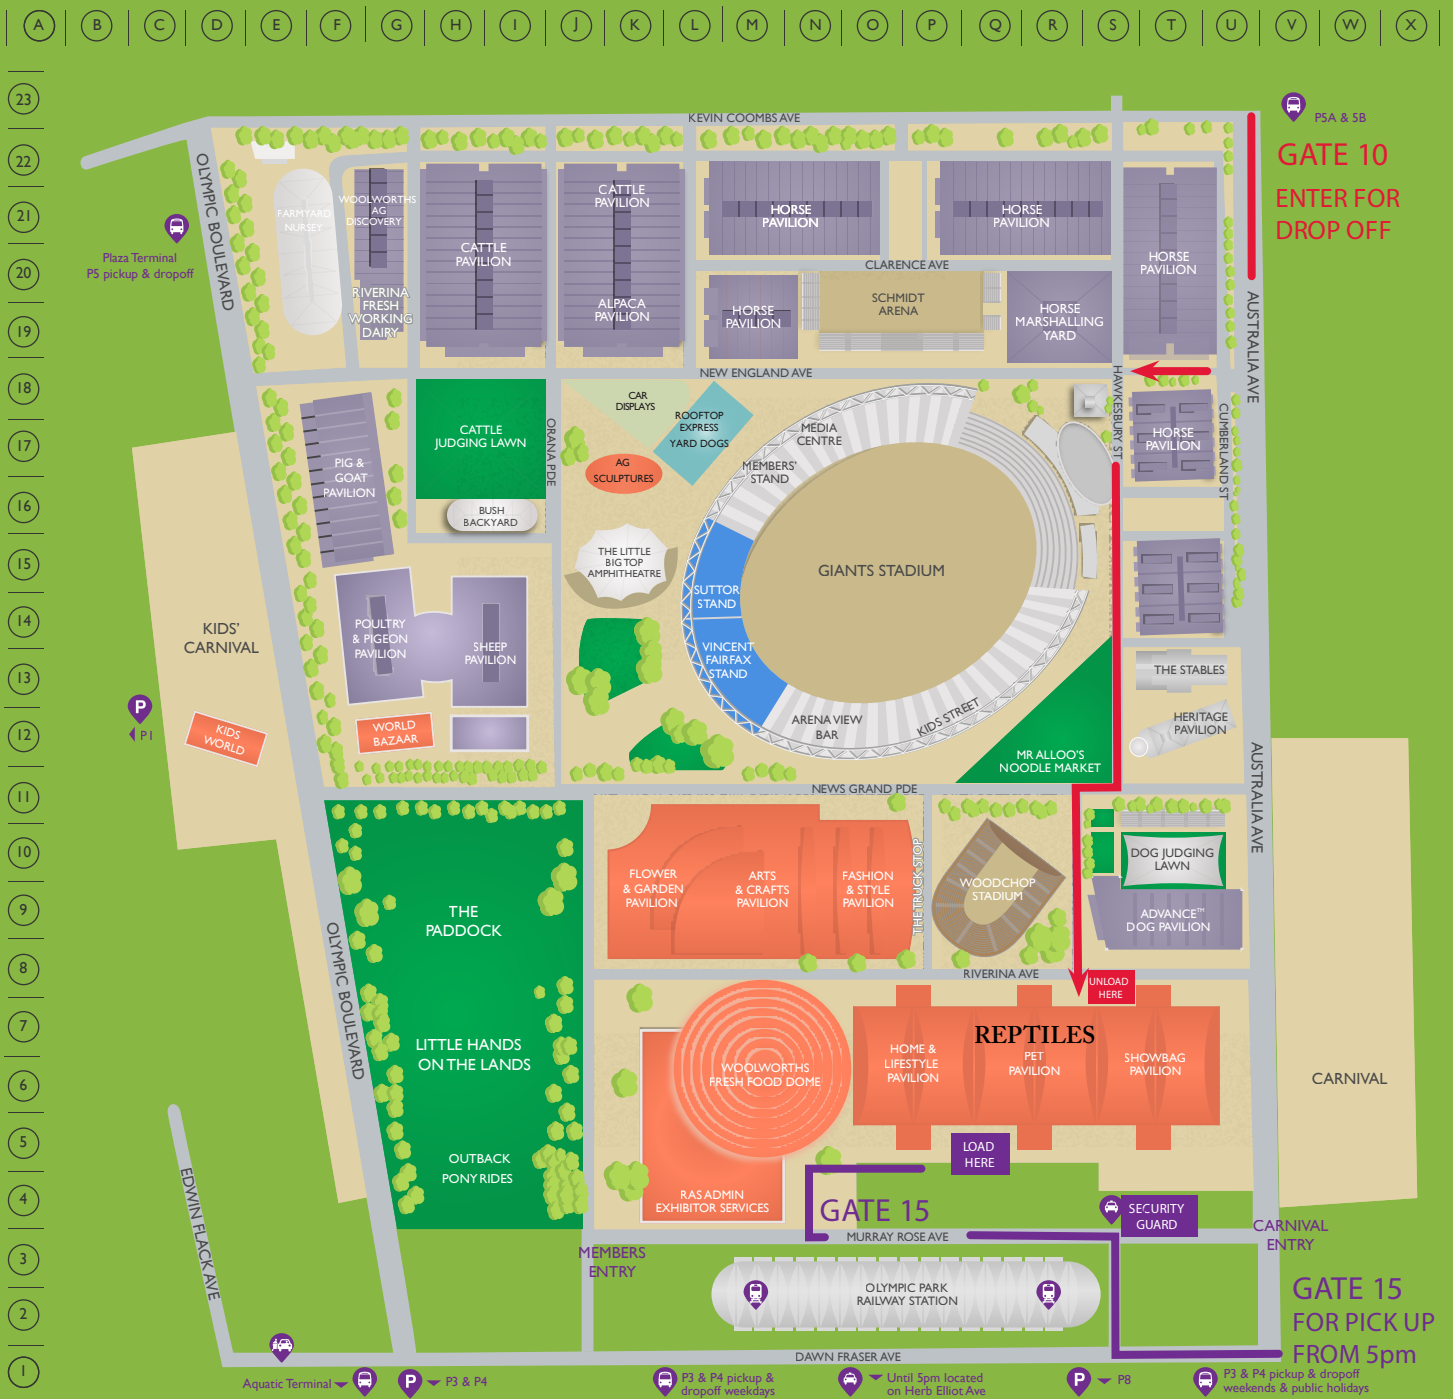 A B C D E F G H I J K L M N O P Q R S T U V W X
23
22
21
20
19
18
17
16
15
14
13
12
11
10
9
8
7
6
5
4
3
2
1
KEVIN COOMBS AVE
P5A & 5B
GATE 10
ENTER FOR
DROP OFF
OLYMPIC BOULEVARD
Plaza Terminal
P5 pickup & dropoff
FARMYARD
NURSEY
WOOLWORTHS
AG
DISCOVERY
RIVERINA
FRESH
WORKING
DAIRY
CATTLE
PAVILION
CATTLE
PAVILION
ALPACA
PAVILION
HORSE
PAVILION
HORSE
PAVILION
HORSE
PAVILION
CLARENCE AVE
HORSE
PAVILION
SCHMIDT
ARENA
HORSE
MARSHALLING
YARD
AUSTRALIA AVE
NEW ENGLAND AVE
HAWKESBURY ST
CUMBERLAND ST
CATTLE
JUDGING LAWN
ORANA PDE
CAR
DISPLAYS
ROOFTOP
EXPRESS
YARD DOGS
AG
SCULPTURES
MEDIA
CENTRE
MEMBERS'
STAND
HORSE
PAVILION
PIG &
GOAT
PAVILION
BUSH
BACKYARD
THE LITTLE
BIG TOP
AMPHITHEATRE
GIANTS STADIUM
SUTTOR
STAND
VINCENT
FAIRFAX
STAND
KIDS'
CARNIVAL
POULTRY
& PIGEON
PAVILION
SHEEP
PAVILION
THE STABLES
HERITAGE
PAVILION
P
P1
KIDS
WORLD
WORLD
BAZAAR
ARENA VIEW
BAR
KIDS STREET
MR ALLOO'S
NOODLE MARKET
AUSTRALIA AVE
NEWS GRAND PDE
FLOWER
& GARDEN
PAVILION
ARTS
& CRAFTS
PAVILION
FASHION
& STYLE
PAVILION
THE TRUCK STOP
WOODCHOP
STADIUM
DOG JUDGING
LAWN
ADVANCE™
DOG PAVILION
THE
PADDOCK
OLYMPIC BOULEVARD
RIVERINA AVE
UNLOAD
HERE
LITTLE HANDS
ON THE LANDS
WOOLWORTHS
FRESH FOOD DOME
HOME &
LIFESTYLE
PAVILION
REPTILES
PET
PAVILION
SHOWBAG
PAVILION
CARNIVAL
LOAD
HERE
OUTBACK
PONY RIDES
RAS ADMIN
EXHIBITOR SERVICES
GATE 15
SECURITY
GUARD
CARNIVAL
ENTRY
EDWIN FLACK AVE
MURRAY ROSE AVE
MEMBERS
ENTRY
OLYMPIC PARK
RAILWAY STATION
GATE 15
FOR PICK UP
FROM 5pm
DAWN FRASER AVE
Aquatic Terminal
P
P3 & P4
P3 & P4 pickup &
dropoff weekdays
Until 5pm located
on Herb Elliot Ave
P
P8
P3 & P4 pickup & dropoff
weekends & public holidays